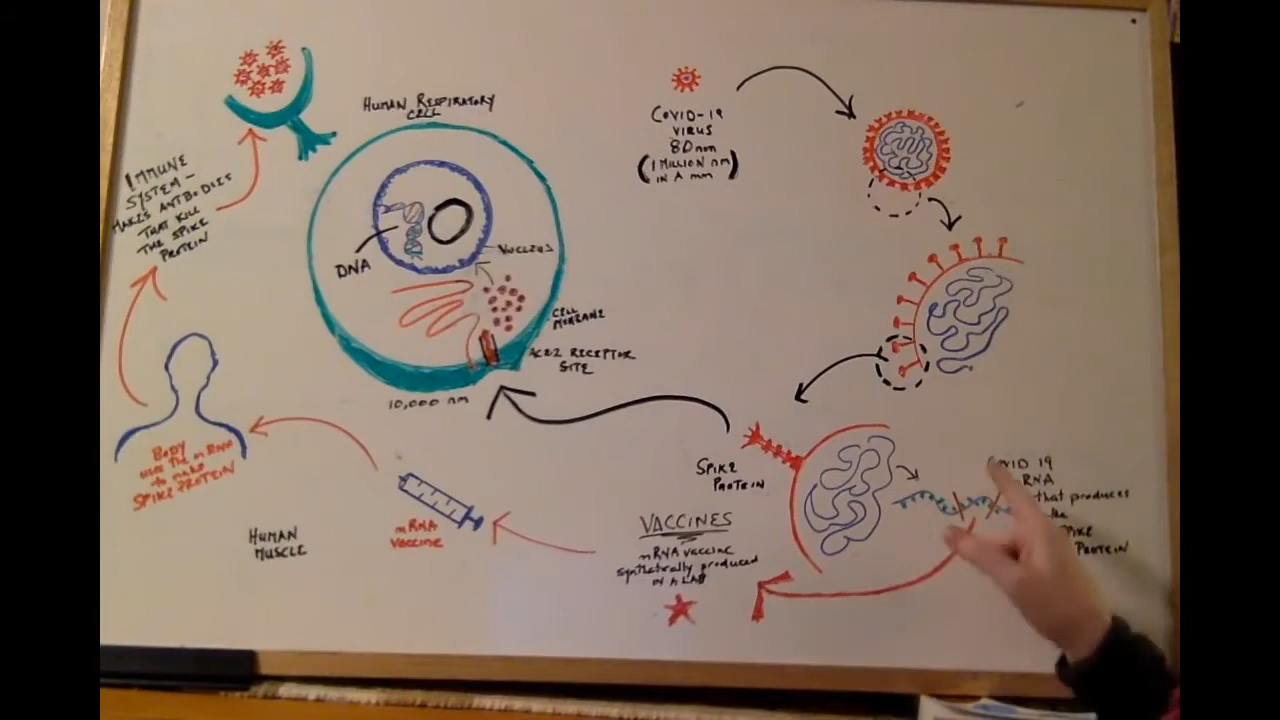 HUMAN RESPIRATORY
CELL
DNA
NUCLEUS
CELL
MEMBRANE
ACE2 RECEPTOR
SITE
10,000 nm
COVID-19
VIRUS
80nm
(1 MILLION nm
IN A mm)
IMMUNE
SYSTEM -
MAKES ANTBODIES
THAT KILL
THE SPIKE
PROTEIN
BODY
USES THE mRNA
to make
SPIKE PROTEIN
HUMAN
MUSCLE
mRNA
VACCINE
SPIKE
PROTEIN
VACCINES
mRNA vaccine
synthetically produced
IN A LAB
COVID 19
RNA
that produces
the
SPIKE
PROTEIN